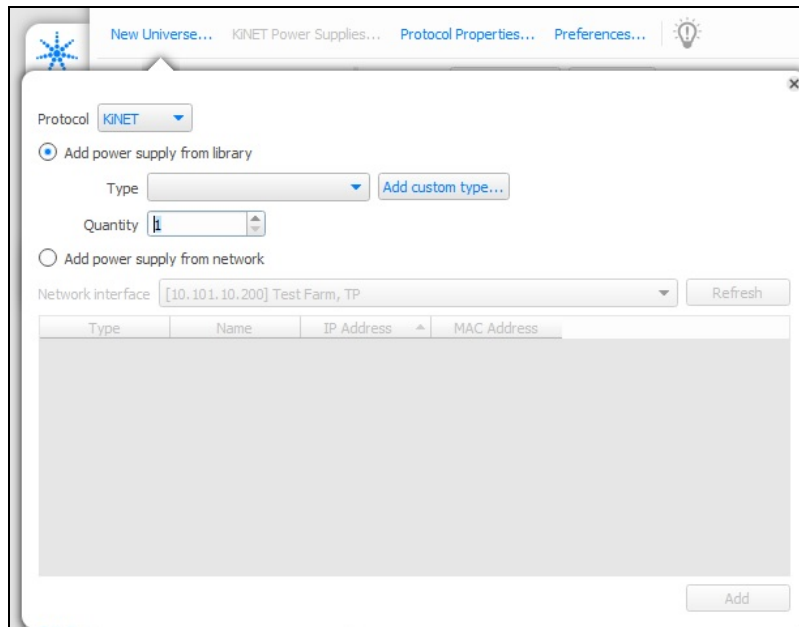 New Universe... KiNET Power Supplies... Protocol Properties... Preferences...
Protocol KiNET
Add power supply from library
Type Add custom type...
Quantity 1
Add power supply from network
Network interface [10.101.10.200] Test Farm, TP Refresh
Type Name IP Address MAC Address
Add